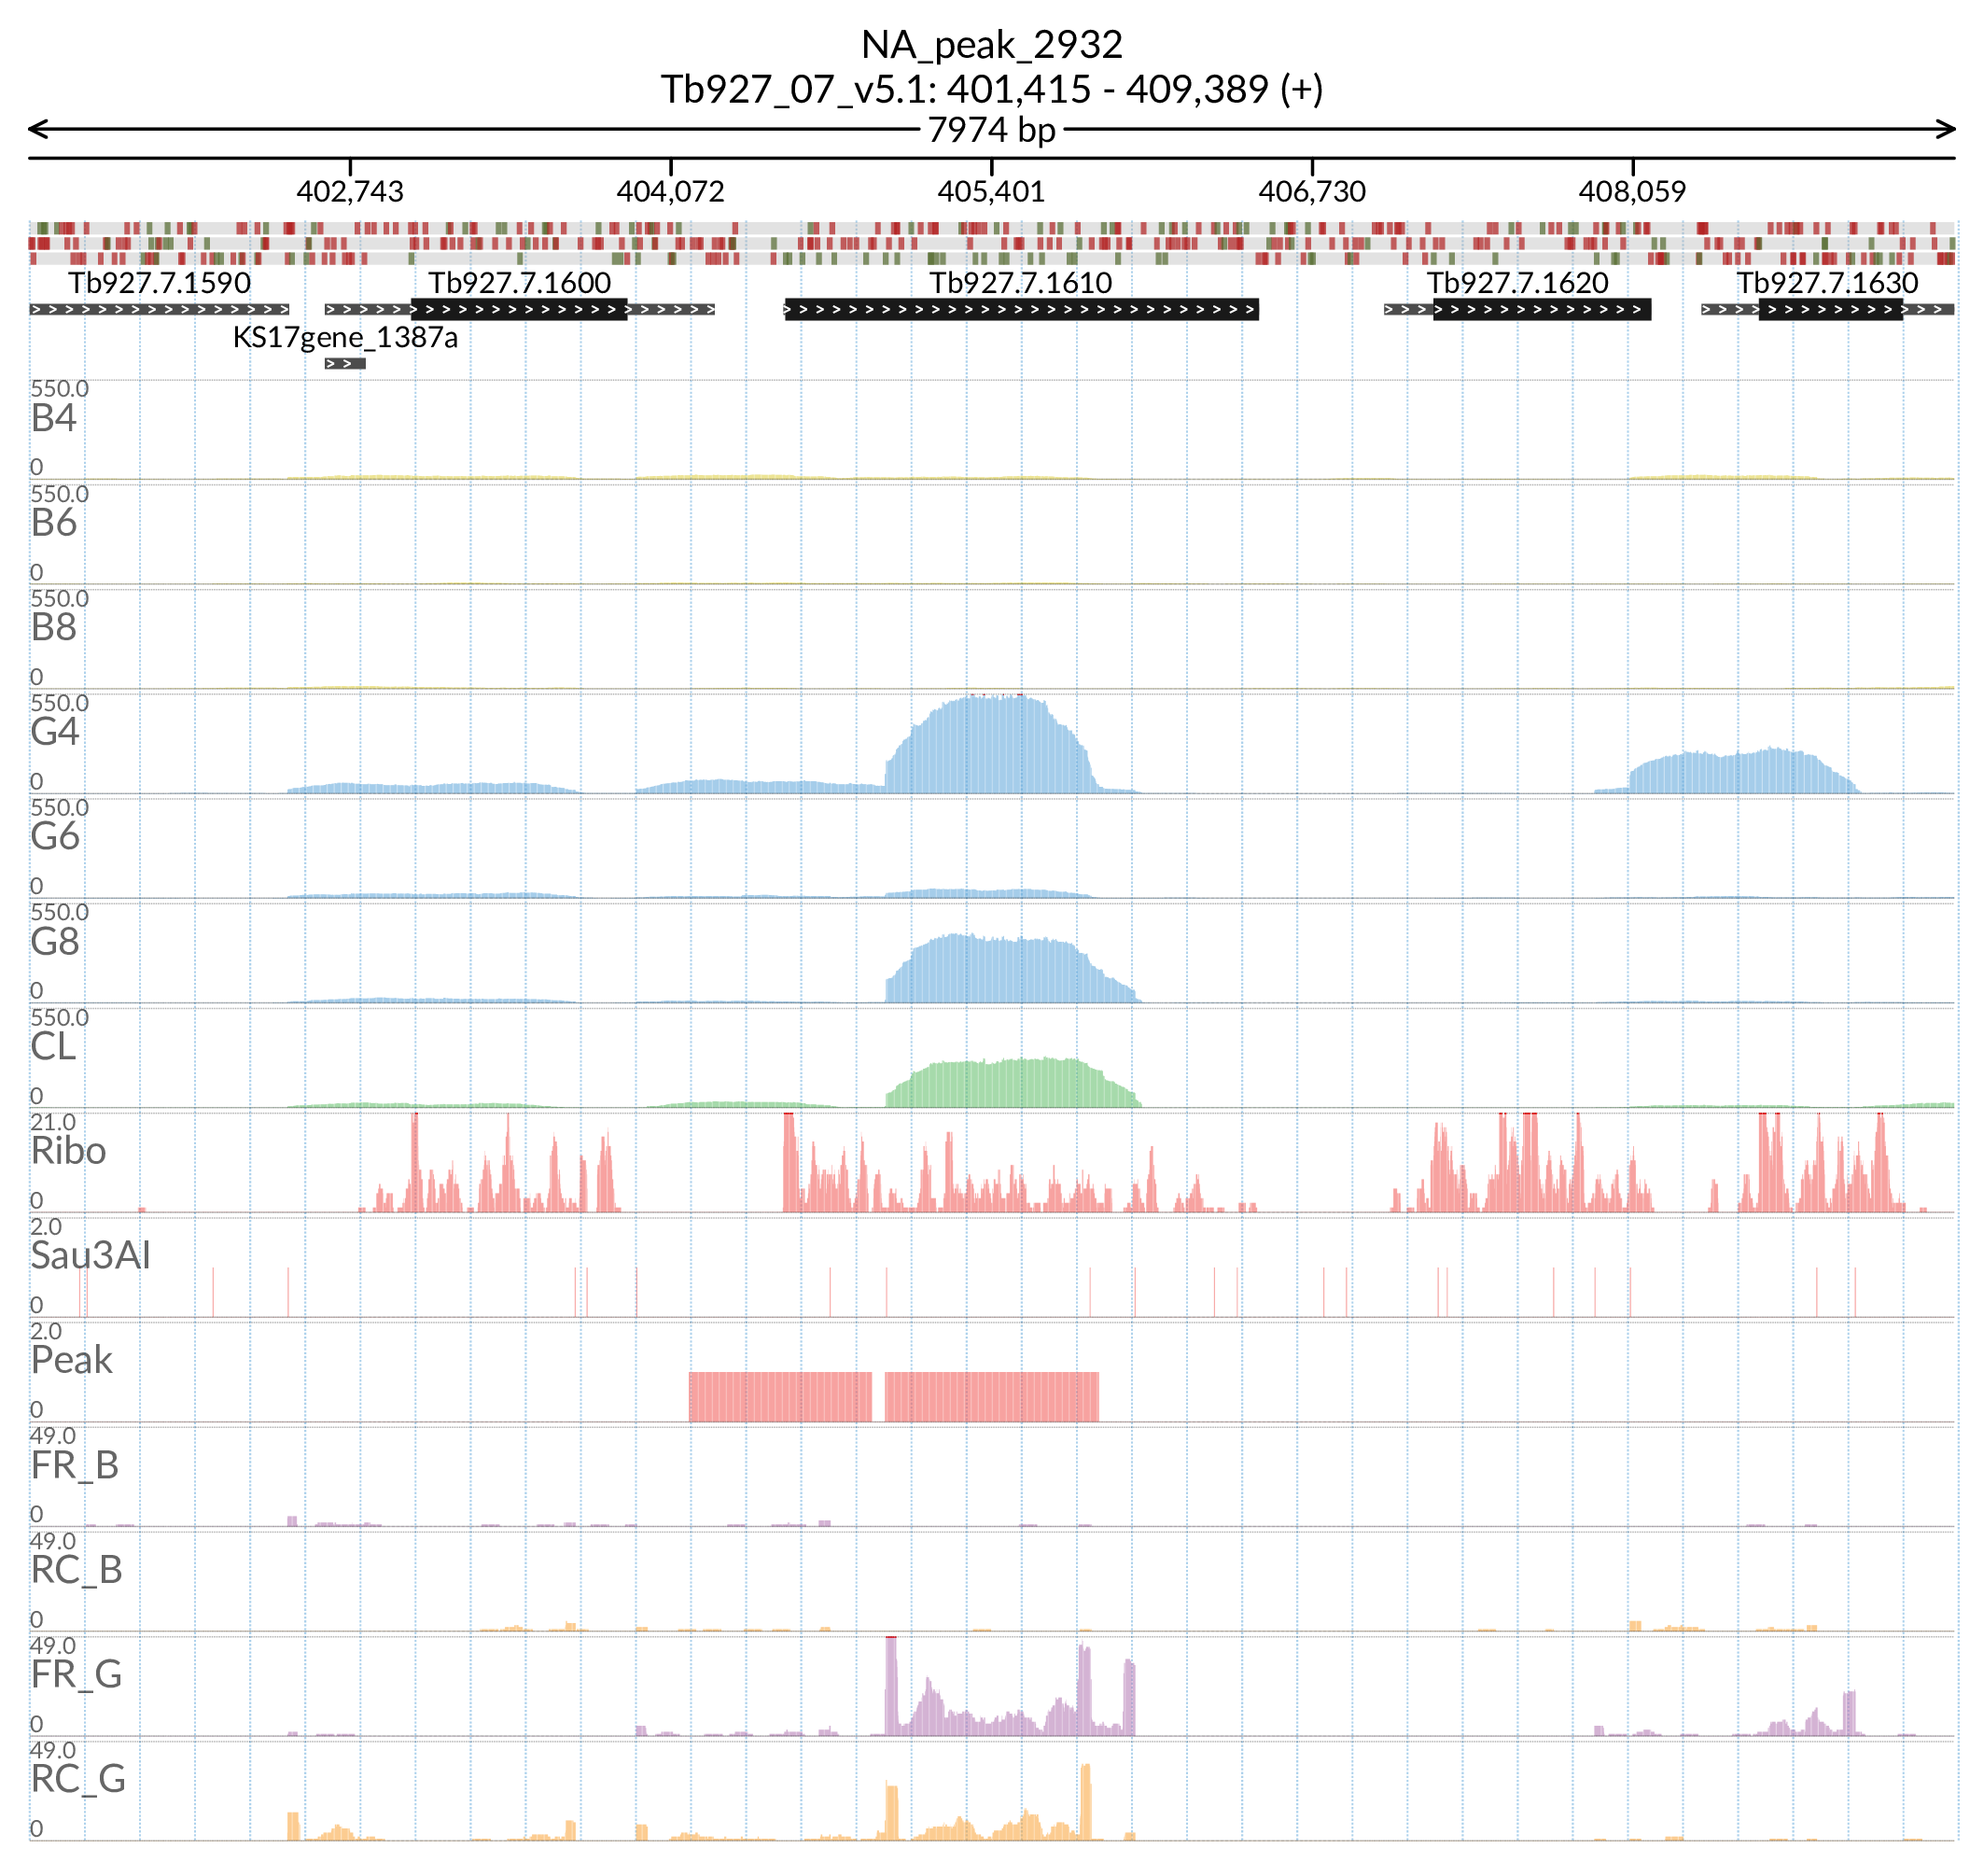 NA_peak_2932
Tb927_07_v5.1: 401,415 - 409,389 (+)
7974 bp
402,743 404,072 405,401 406,730 408,059
Tb927.7.1590 Tb927.7.1600 Tb927.7.1610 Tb927.7.1620 Tb927.7.1630
KS17gene_1387a
550.0
B4
0
550.0
B6
0
550.0
B8
0
550.0
G4
0
550.0
G6
0
550.0
G8
0
550.0
CL
0
21.0
Ribo
0
2.0
Sau3AI
0
2.0
Peak
0
49.0
FR_B
0
49.0
RC_B
0
49.0
FR_G
0
49.0
RC_G
0